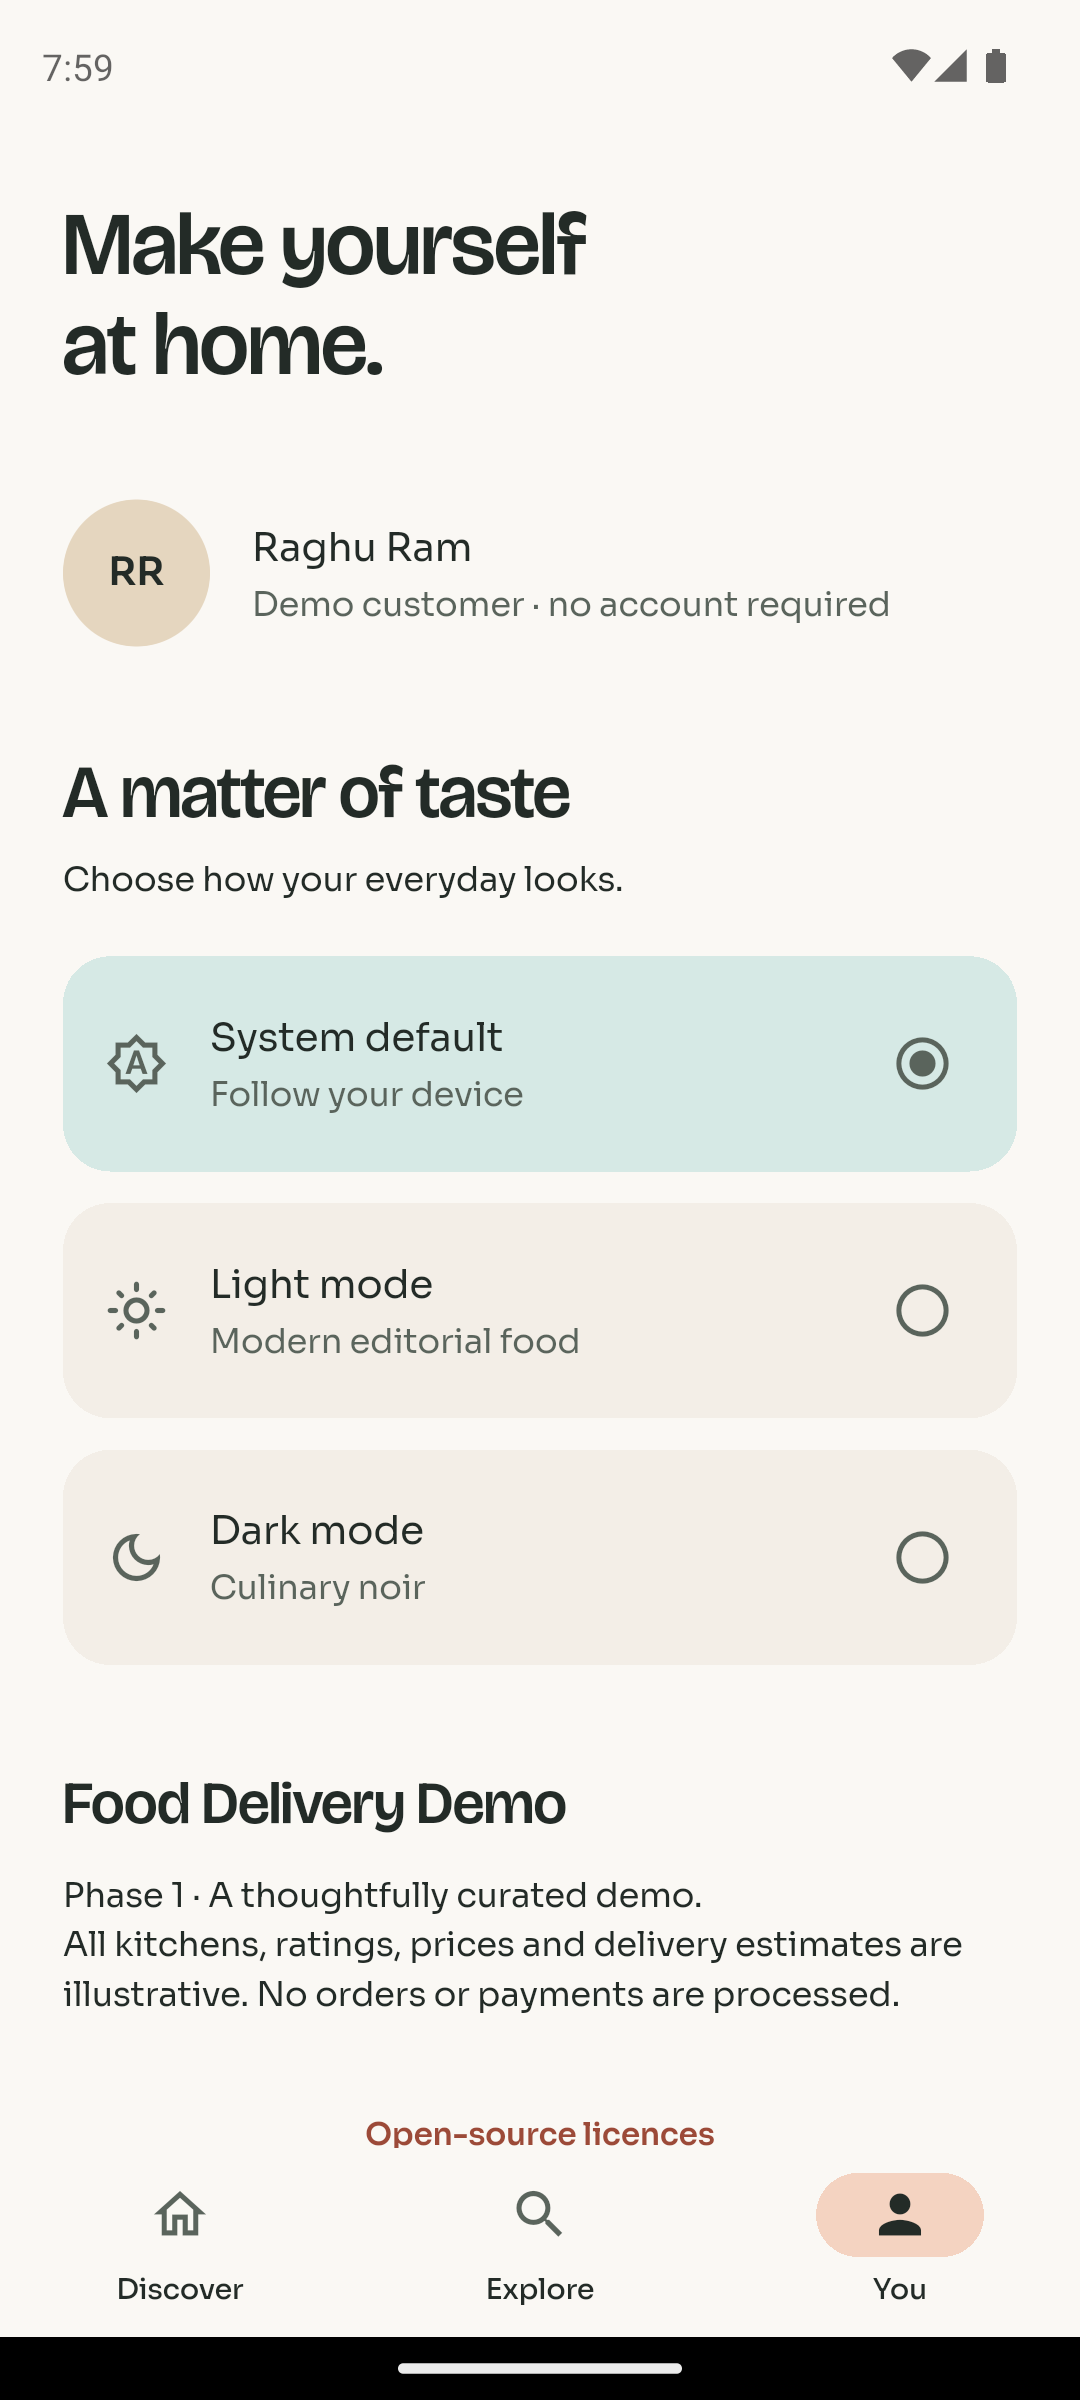 7:59
Make yourself
at home.
RR
Raghu Ram
Demo customer · no account required
A matter of taste
Choose how your everyday looks.
A
System default
Follow your device
Light mode
Modern editorial food
Dark mode
Culinary noir
Food Delivery Demo
Phase 1 · A thoughtfully curated demo.
All kitchens, ratings, prices and delivery estimates are
illustrative. No orders or payments are processed.
Open-source licences
Discover
Explore
You